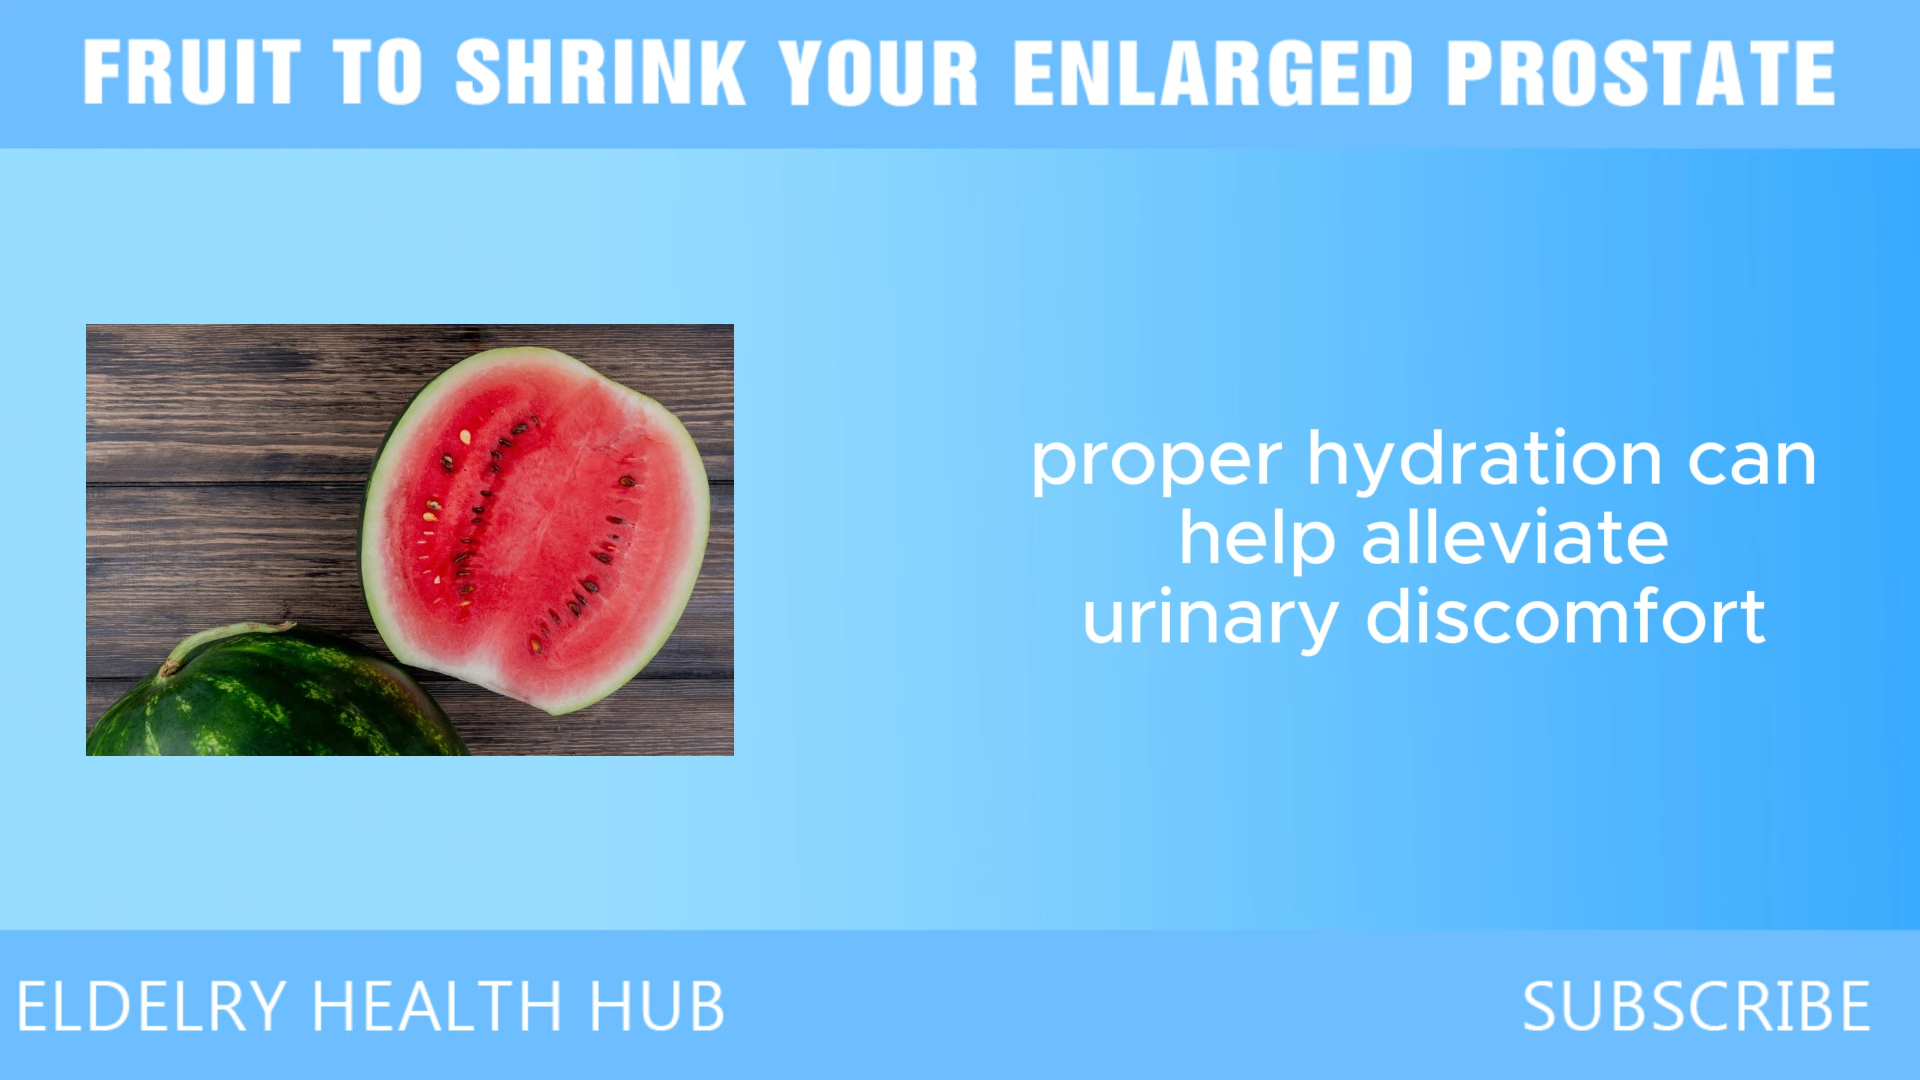 FRUIT TO SHRINK YOUR ENLARGED PROSTATE
proper hydration can
help alleviate
urinary discomfort
ELDELRY HEALTH HUB
SUBSCRIBE